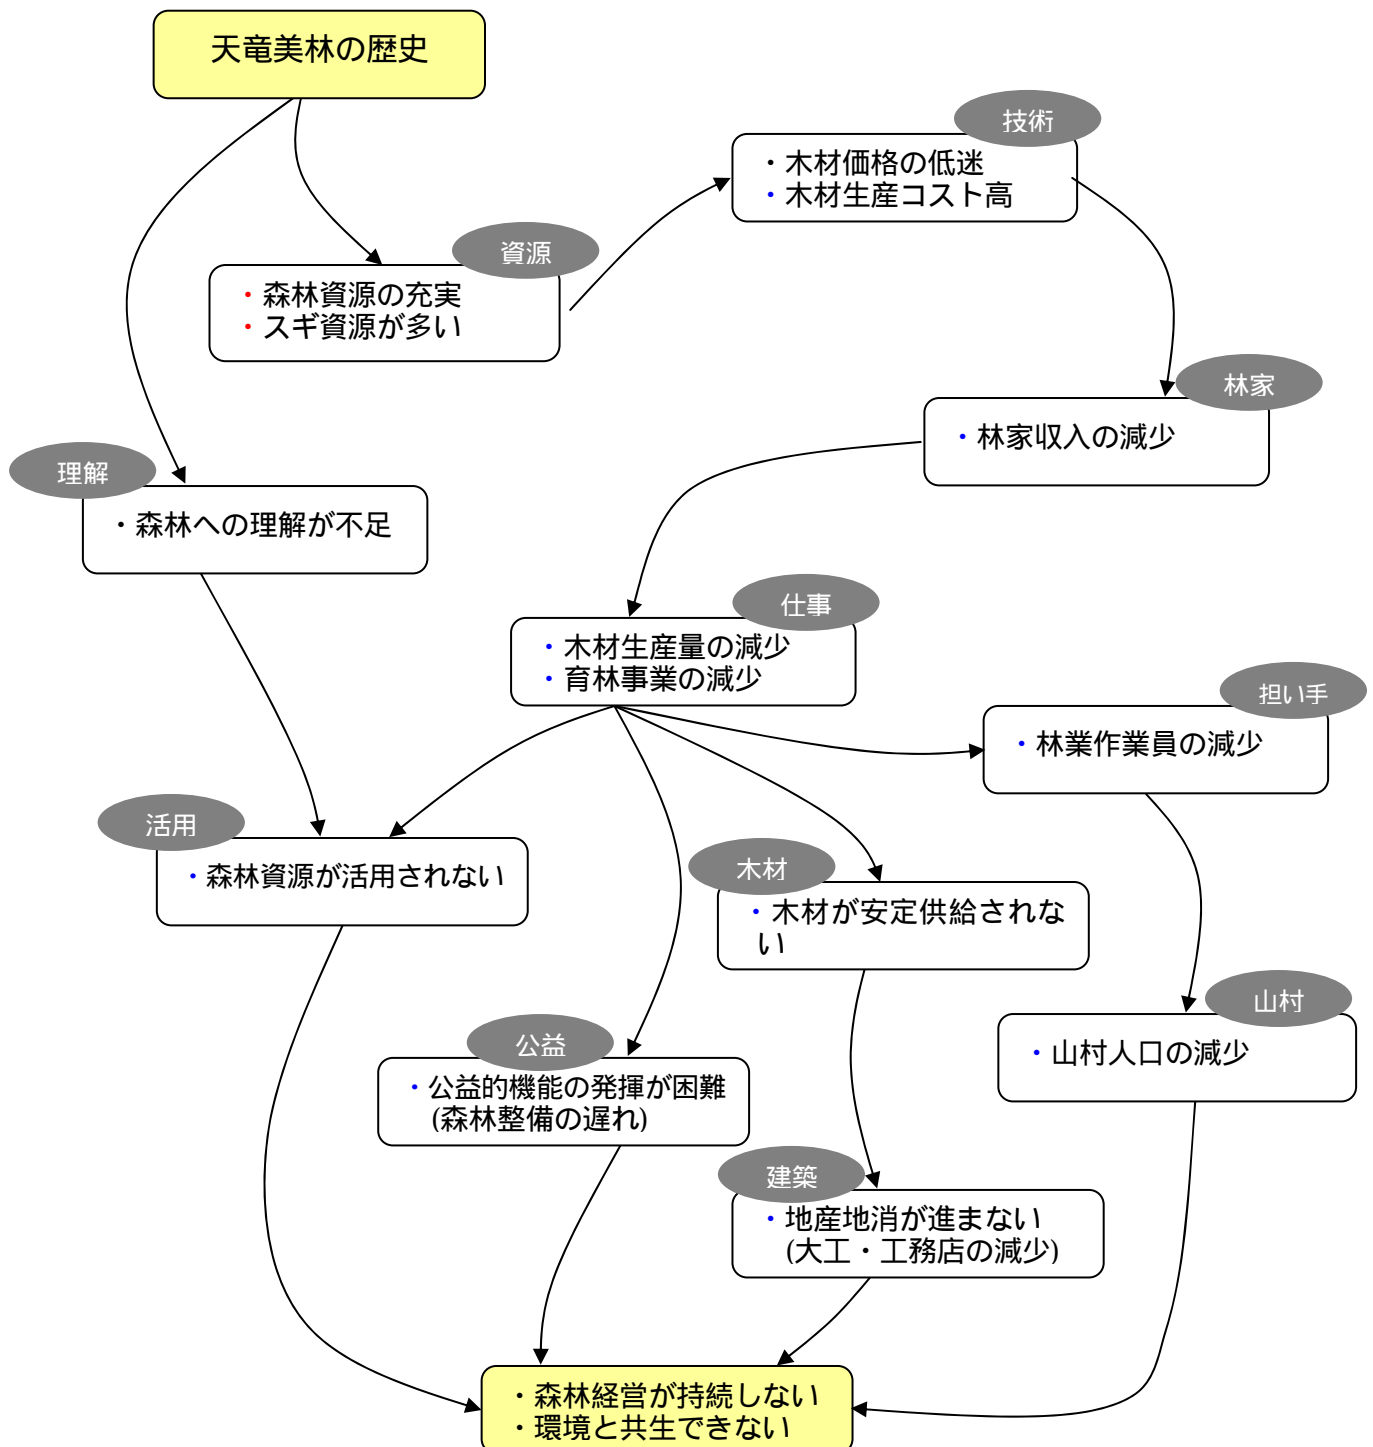 天竜美林の歴史
技術
・木材価格の低迷
・木材生産コスト高
資源
・森林資源の充実
・スギ資源が多い
林家
・林家収入の減少
理解
・森林への理解が不足
仕事
・木材生産量の減少
・育林事業の減少
担い手
・林業作業員の減少
活用
・森林資源が活用されない
木材
・木材が安定供給されな
い
山村
・山村人口の減少
公益
・公益的機能の発揮が困難
(森林整備の遅れ)
建築
・地産地消が進まない
(大工・工務店の減少)
・森林経営が持続しない
・環境と共生できない